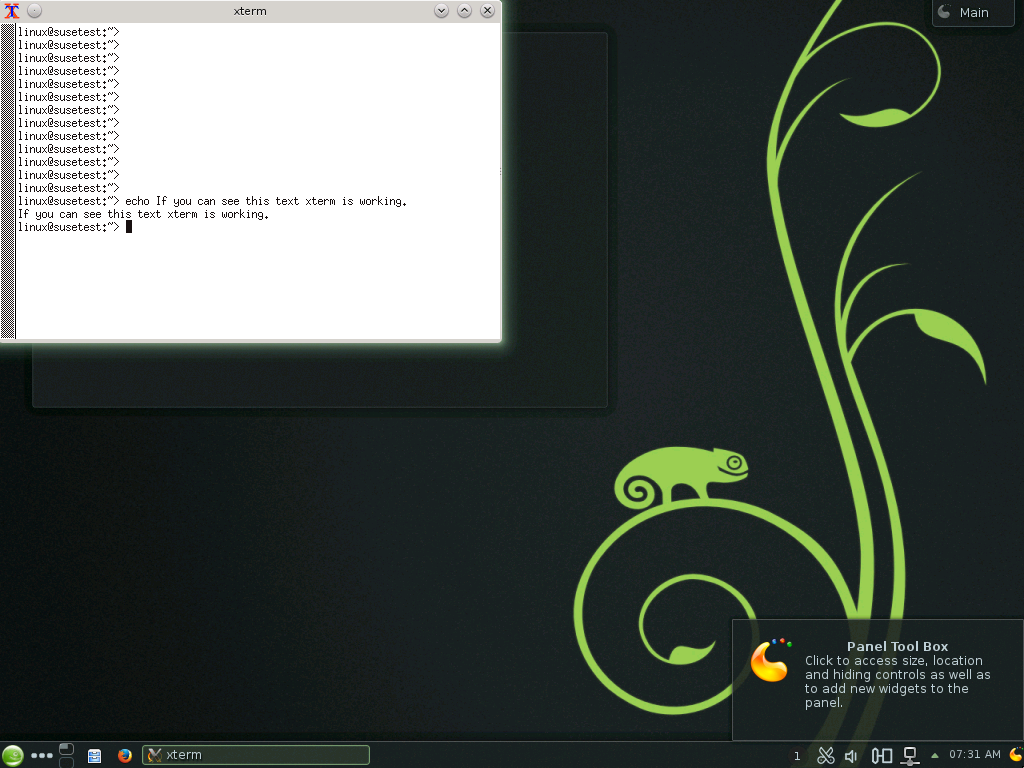 xterm
Main
linux@susetest:~>
linux@susetest:~>
linux@susetest:~>
linux@susetest:~>
linux@susetest:~>
linux@susetest:~>
linux@susetest:~>
linux@susetest:~>
linux@susetest:~>
linux@susetest:~>
linux@susetest:~>
linux@susetest:~>
linux@susetest:~>
linux@susetest:~> echo If you can see this text xterm is working.
If you can see this text xterm is working.
linux@susetest:~>
Panel Tool Box
Click to access size, location
and hiding controls as well as
to add new widgets to the
panel.
xterm
1
07:31 AM